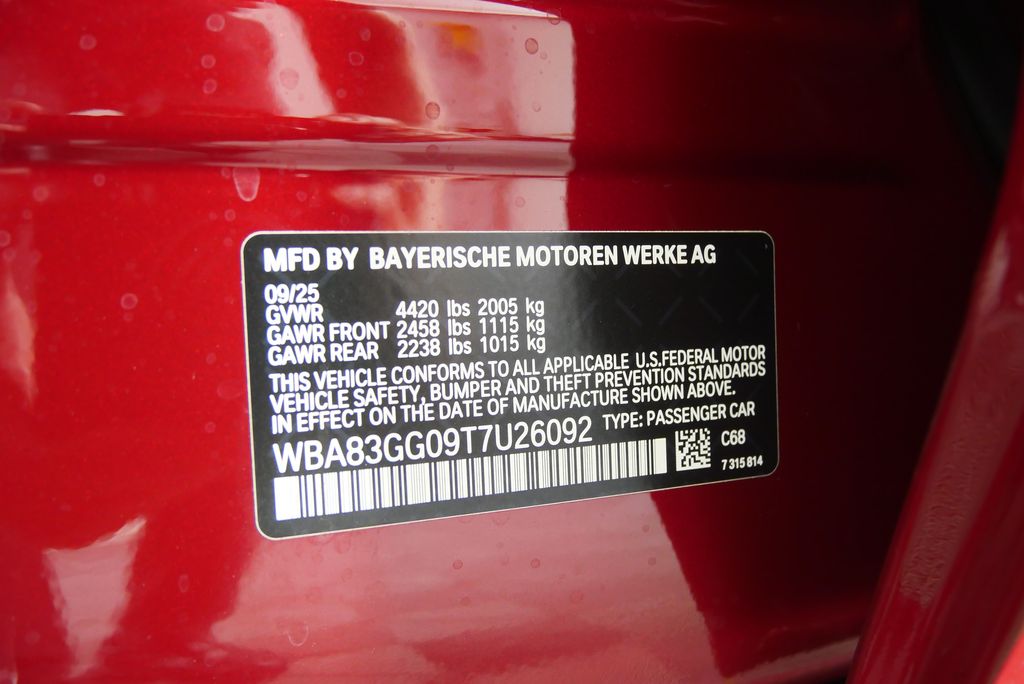 MFD BY BAYERISCHE MOTOREN WERKE AG
09/25
GVWR 4420 lbs 2005 kg
GAWR FRONT 2458 lbs 1115 kg
GAWR REAR 2238 lbs 1015 kg
THIS VEHICLE CONFORMS TO ALL APPLICABLE U.S.FEDERAL MOTOR
VEHICLE SAFETY, BUMPER AND THEFT PREVENTION STANDARDS
IN EFFECT ON THE DATE OF MANUFACTURE SHOWN ABOVE.
WBA83GG09T7U26092 TYPE: PASSENGER CAR
C68
7 315 814